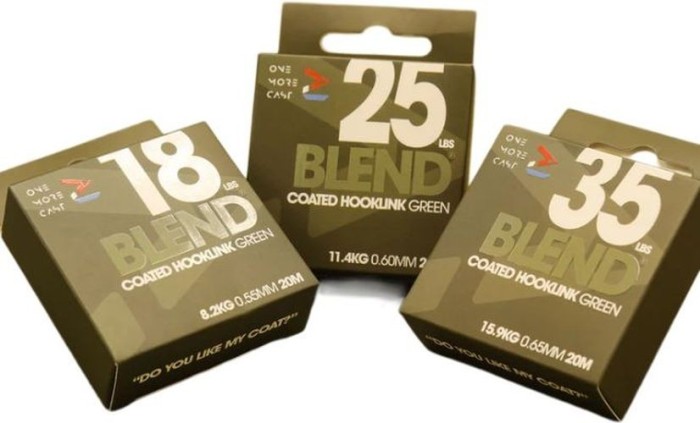 ONE
MORE
CAST
18 LBS
BLEND
COATED HOOKLINK GREEN
8.2KG 0.55MM 20M
"DO YOU LIKE MY COAT?"
ONE
MORE
CAST
25 LBS
BLEND
COATED HOOKLINK GREEN
11.4KG 0.60MM 2
ONE
MORE
CAST
35 LBS
BLEND
COATED HOOKLINK GREEN
15.9KG 0.65MM 20M
"DO YOU LIKE MY COAT?"